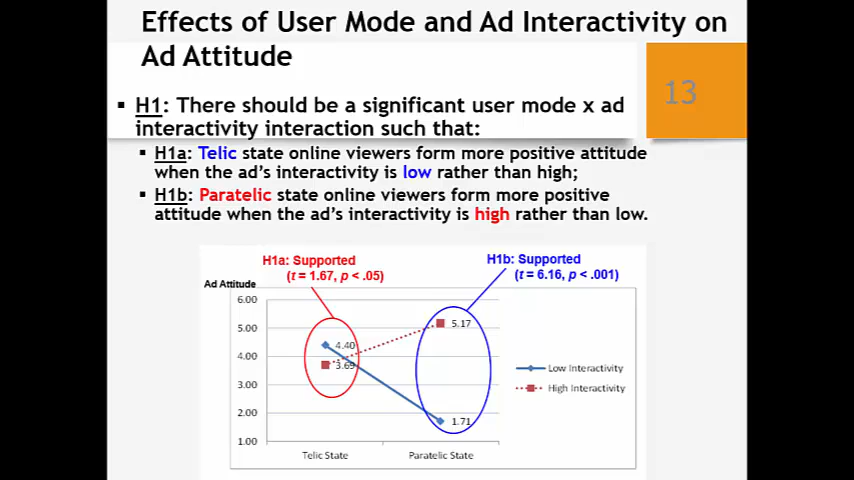 Effects of User Mode and Ad Interactivity on
Ad Attitude
13
▪ H1: There should be a significant user mode x ad
interactivity interaction such that:
▪ H1a: Telic state online viewers form more positive attitude
when the ad's interactivity is low rather than high;
▪ H1b: Paratelic state online viewers form more positive
attitude when the ad's interactivity is high rather than low.
H1a: Supported
(t = 1.67, p < .05)
H1b: Supported
(t = 6.16, p < .001)
Ad Attitude
6.00
5.00
4.00
3.00
2.00
1.00
4.40
3.69
5.17
1.71
Low Interactivity
High Interactivity
Telic State
Paratelic State